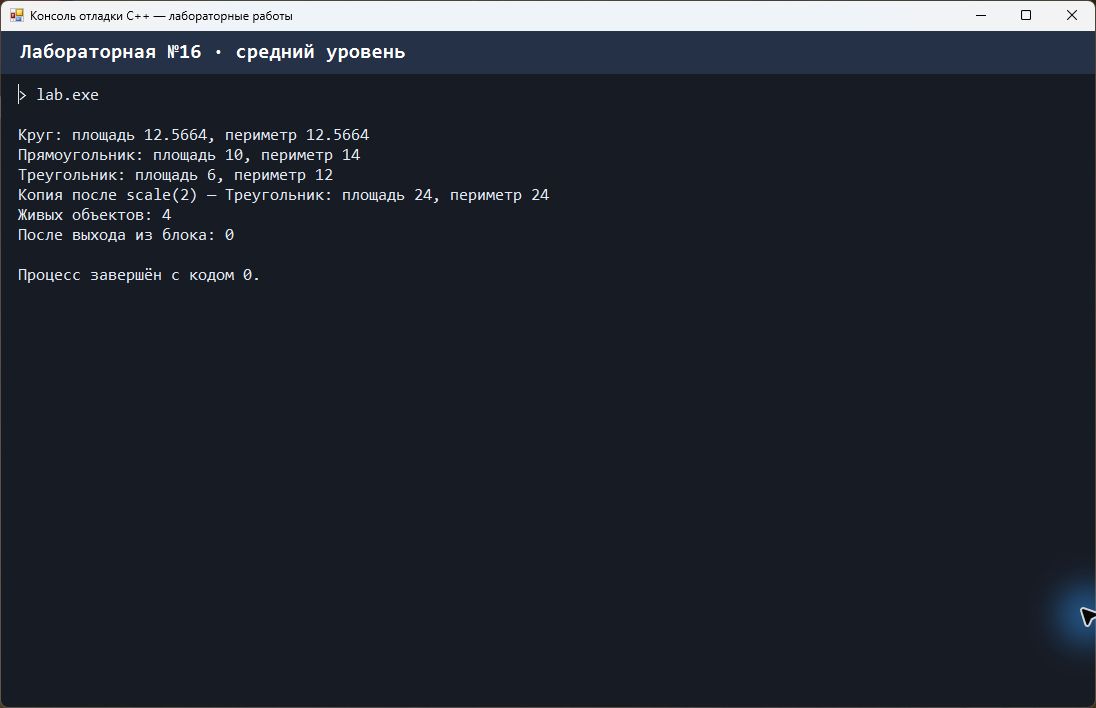 Консоль отладки C++ — лабораторные работы
Лабораторная №16 · средний уровень
> lab.exe
Круг: площадь 12.5664, периметр 12.5664
Прямоугольник: площадь 10, периметр 14
Треугольник: площадь 6, периметр 12
Копия после scale(2) — Треугольник: площадь 24, периметр 24
Живых объектов: 4
После выхода из блока: 0
Процесс завершён с кодом 0.